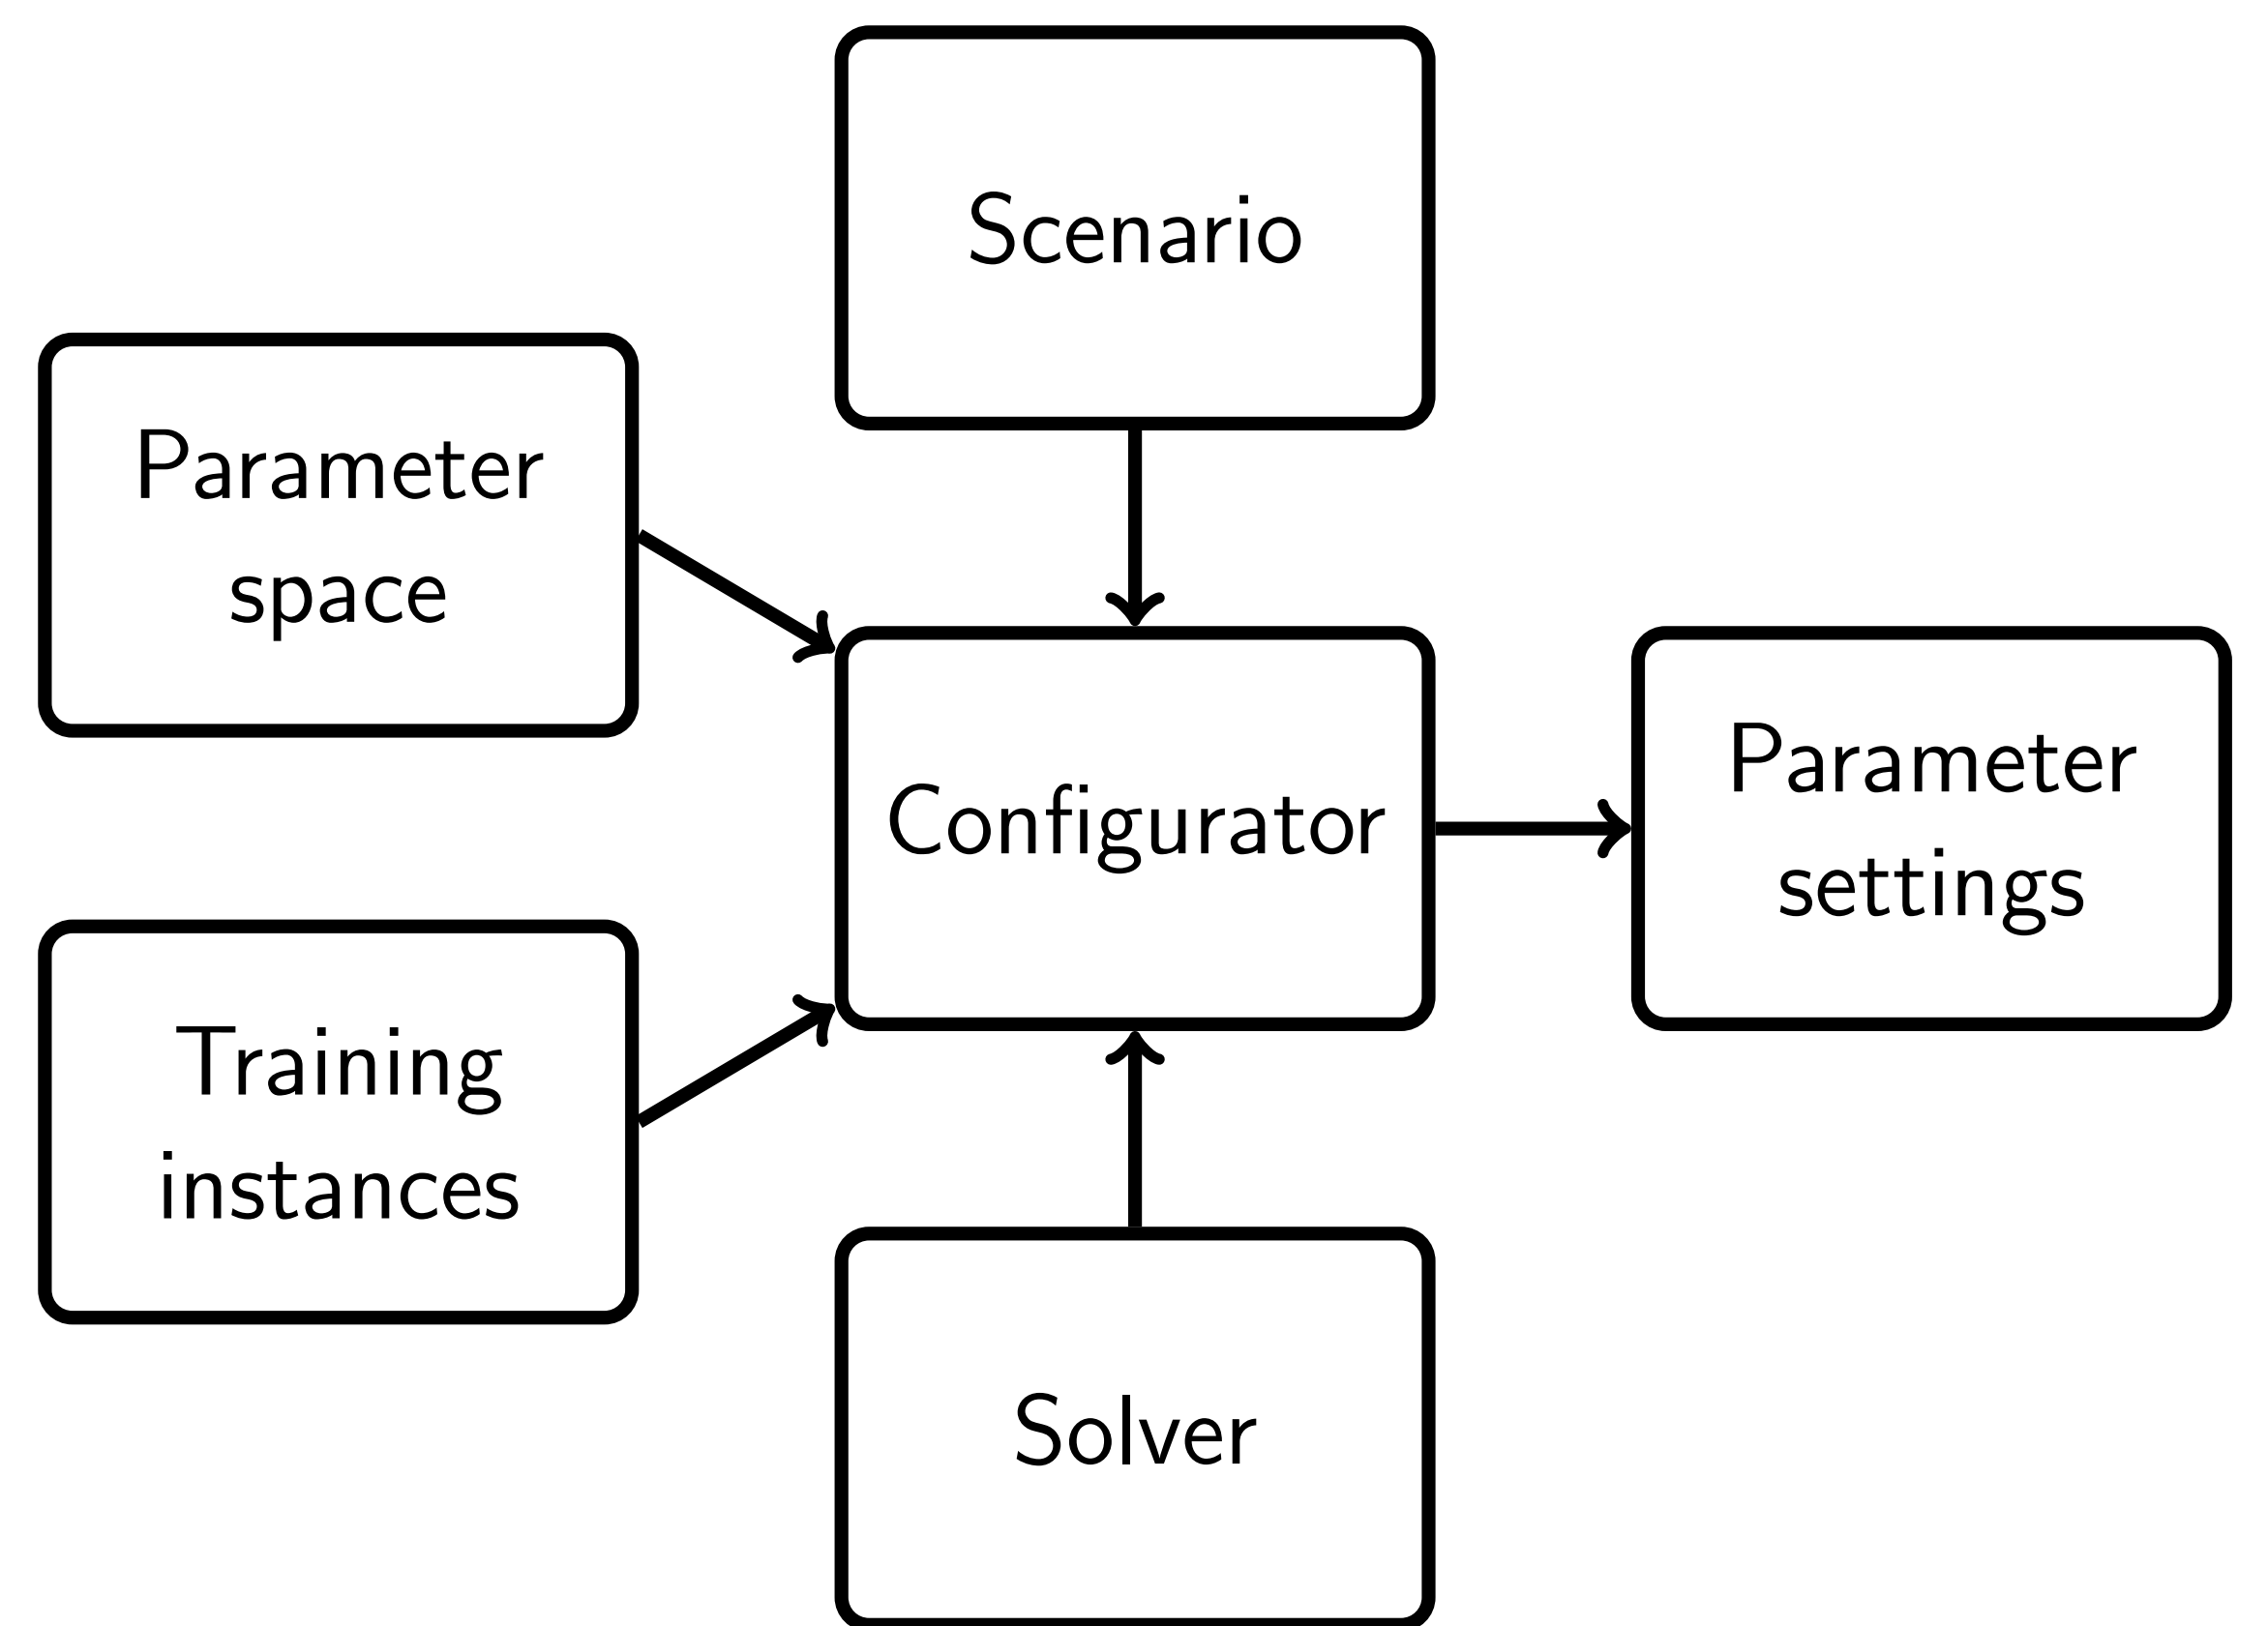 Scenario
Parameter
space
Configurator
Parameter
settings
Training
instances
Solver